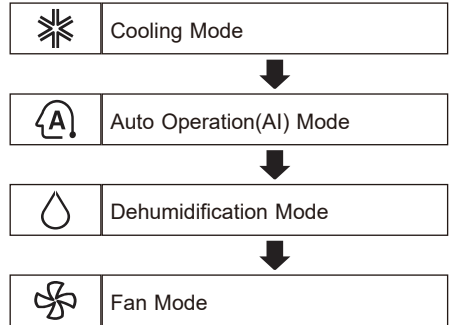 Cooling Mode
A Auto Operation(AI) Mode
Dehumidification Mode
Fan Mode